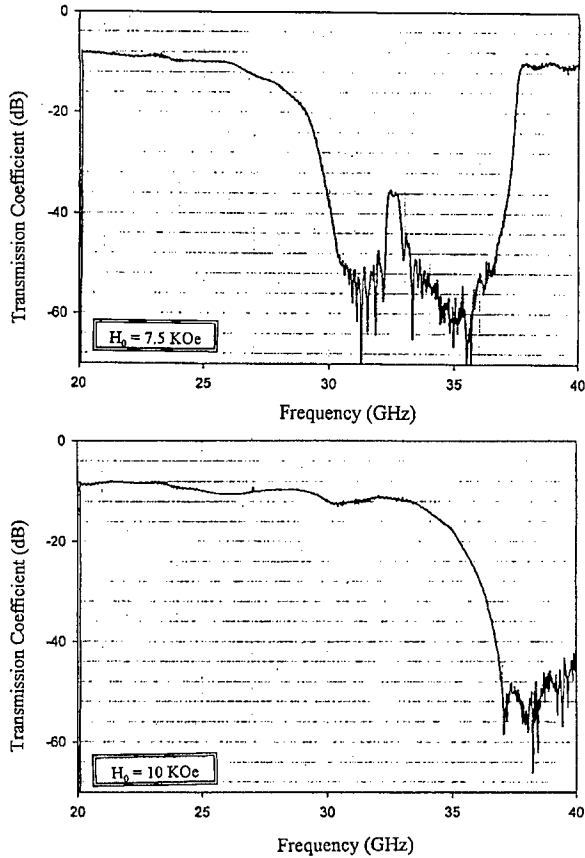 0
-20
-40
-60
Transmission Coefficient (dB)
H₀ = 7.5 KOe
20 25 30 35 40
Frequency (GHz)
0
-20
-40
-60
Transmission Coefficient (dB)
H₀ = 10 KOe
20 25 30 35 40
Frequency (GHz)